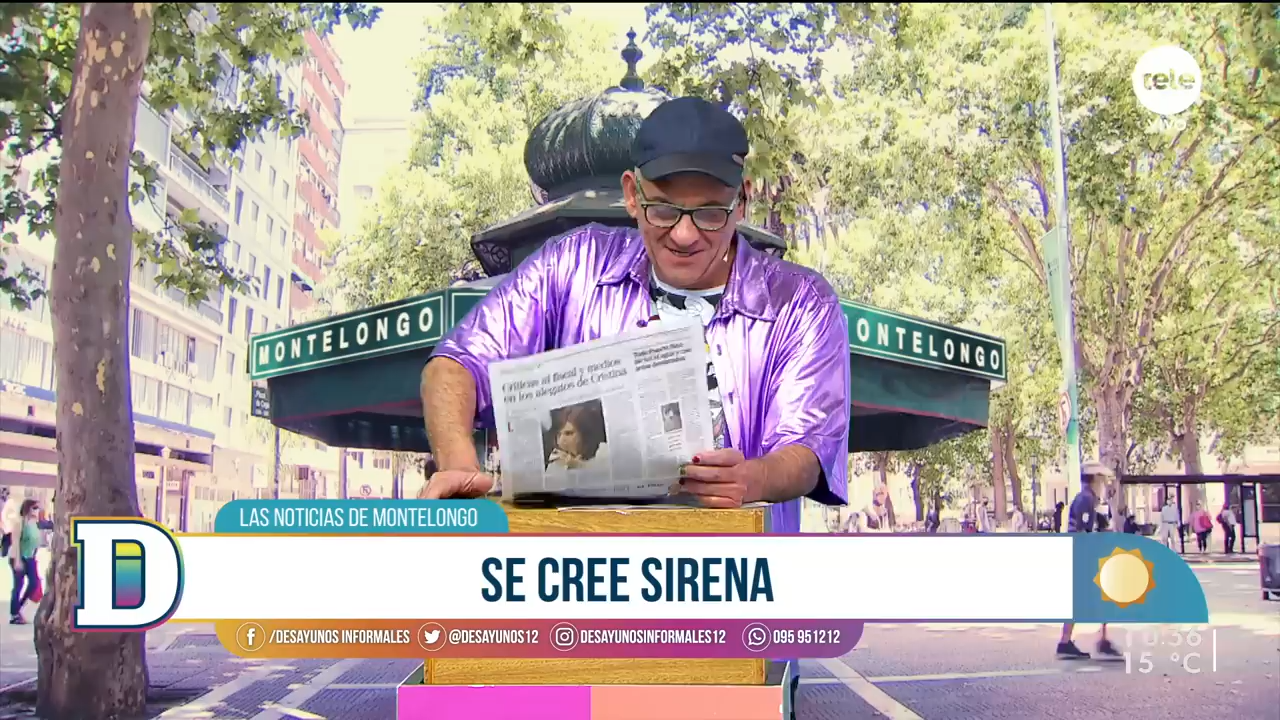 tele
MONTELONGO
MONTELONGO
Críticas al fiscal y medios
en los alegatos de Cristina
LAS NOTICIAS DE MONTELONGO
D
SE CREE SIRENA
/DESAYUNOS INFORMALES
@DESAYUNOS12
DESAYUNOSINFORMALES12
095 951212
15 °C